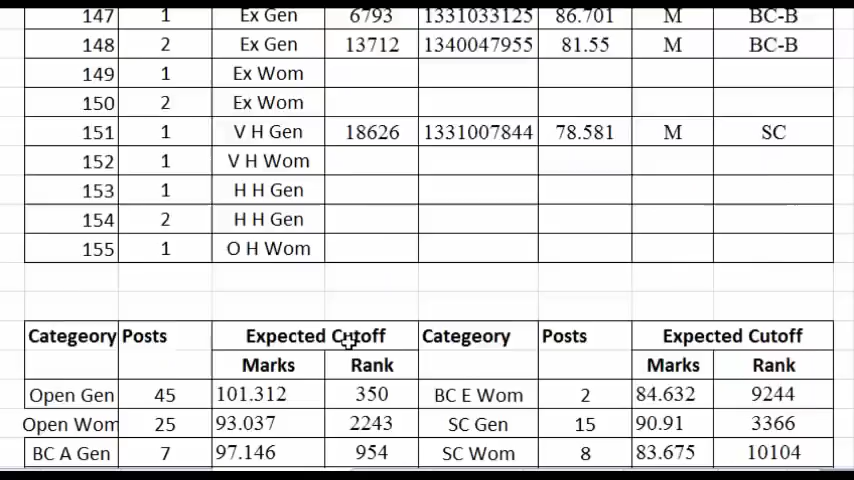 147 1 Ex Gen 6793 1331033125 86.701 M BC-B
148 2 Ex Gen 13712 1340047955 81.55 M BC-B
149 1 Ex Wom
150 2 Ex Wom
151 1 V H Gen 18626 1331007844 78.581 M SC
152 1 V H Wom
153 1 H H Gen
154 2 H H Gen
155 1 O H Wom
Categeory Posts Expected Cutoff Categeory Posts Expected Cutoff
Marks Rank Marks Rank
Open Gen 45 101.312 350 BC E Wom 2 84.632 9244
Open Wom 25 93.037 2243 SC Gen 15 90.91 3366
BC A Gen 7 97.146 954 SC Wom 8 83.675 10104